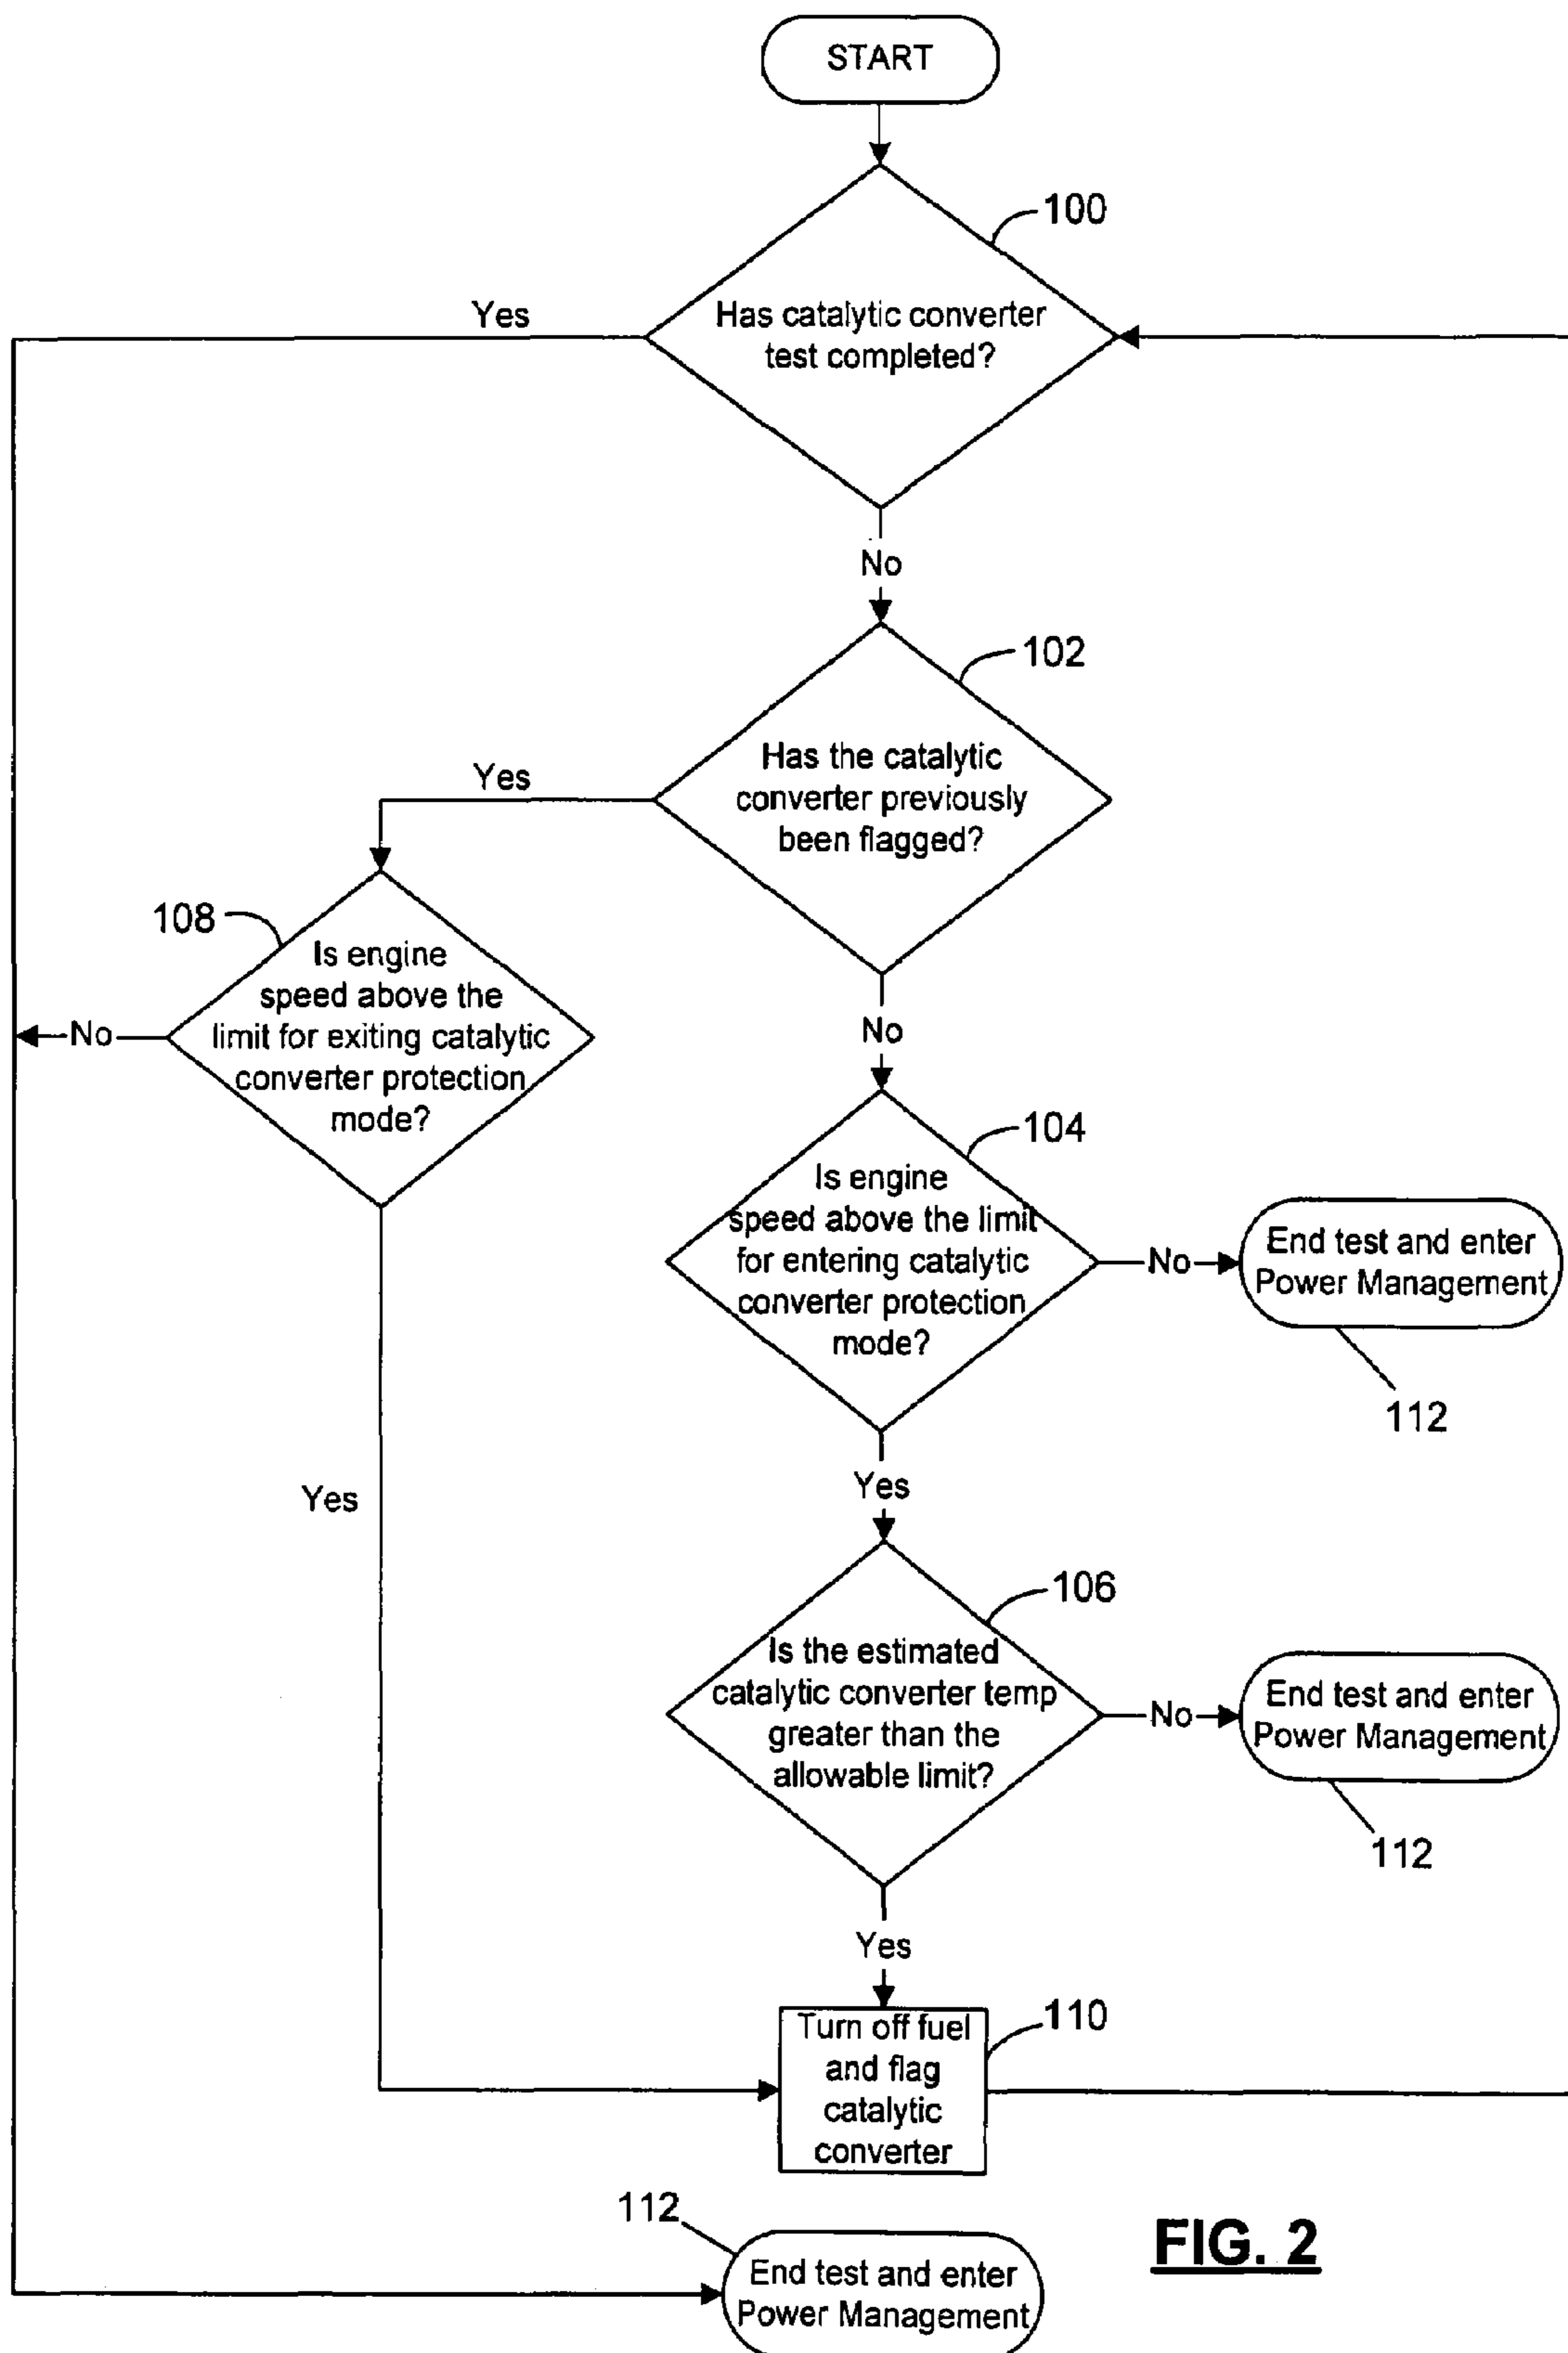 START
100
Has catalytic converter
test completed?
Yes
No
102
Has the catalytic
converter previously
been flagged?
Yes
No
108
Is engine
speed above the
limit for exiting catalytic
converter protection
mode?
No
Yes
104
Is engine
speed above the limit
for entering catalytic
converter protection
mode?
No
End test and enter
Power Management
112
Yes
106
Is the estimated
catalytic converter temp
greater than the
allowable limit?
No
End test and enter
Power Management
112
Yes
110
Turn off fuel
and flag
catalytic
converter
112
End test and enter
Power Management
FIG. 2